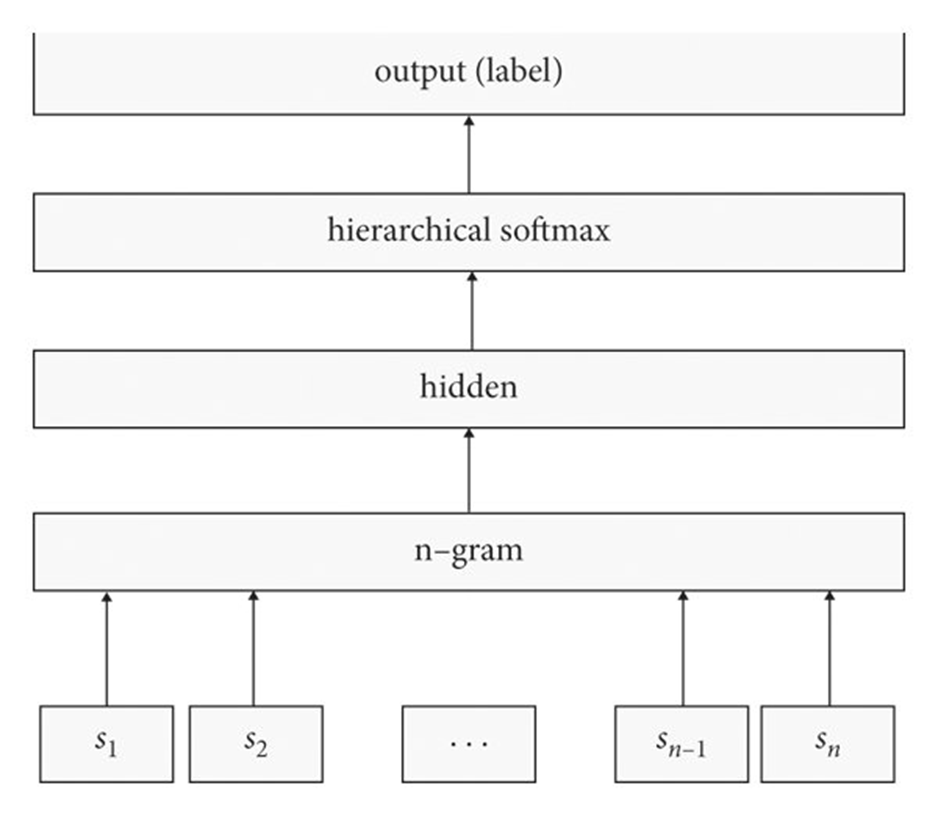 output (label)
hierarchical softmax
hidden
n–gram
s1 s2 ... sn–1 sn